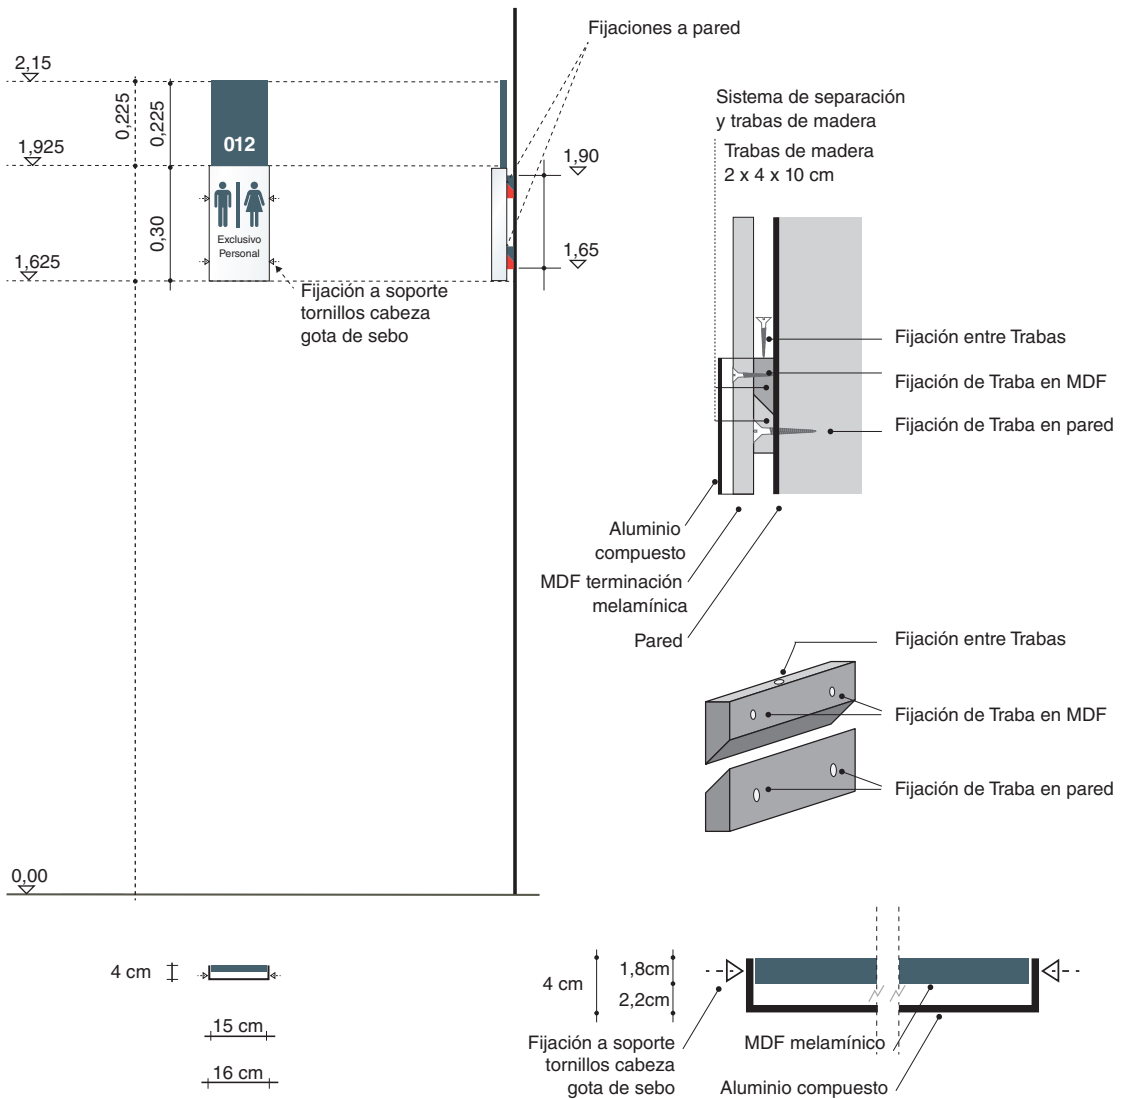 Fijaciones a pared
2,15
0,225
0,225
012
1,925
1,90
0,30
Exclusivo
Personal
1,625
1,65
Fijación a soporte
tornillos cabeza
gota de sebo
0,00
Sistema de separación
y trabas de madera
Trabas de madera
2 x 4 x 10 cm
Fijación entre Trabas
Fijación de Traba en MDF
Fijación de Traba en pared
Aluminio
compuesto
MDF terminación
melamínica
Pared
Fijación entre Trabas
Fijación de Traba en MDF
Fijación de Traba en pared
4 cm
15 cm
16 cm
4 cm
1,8cm
2,2cm
Fijación a soporte
tornillos cabeza
gota de sebo
MDF melamínico
Aluminio compuesto